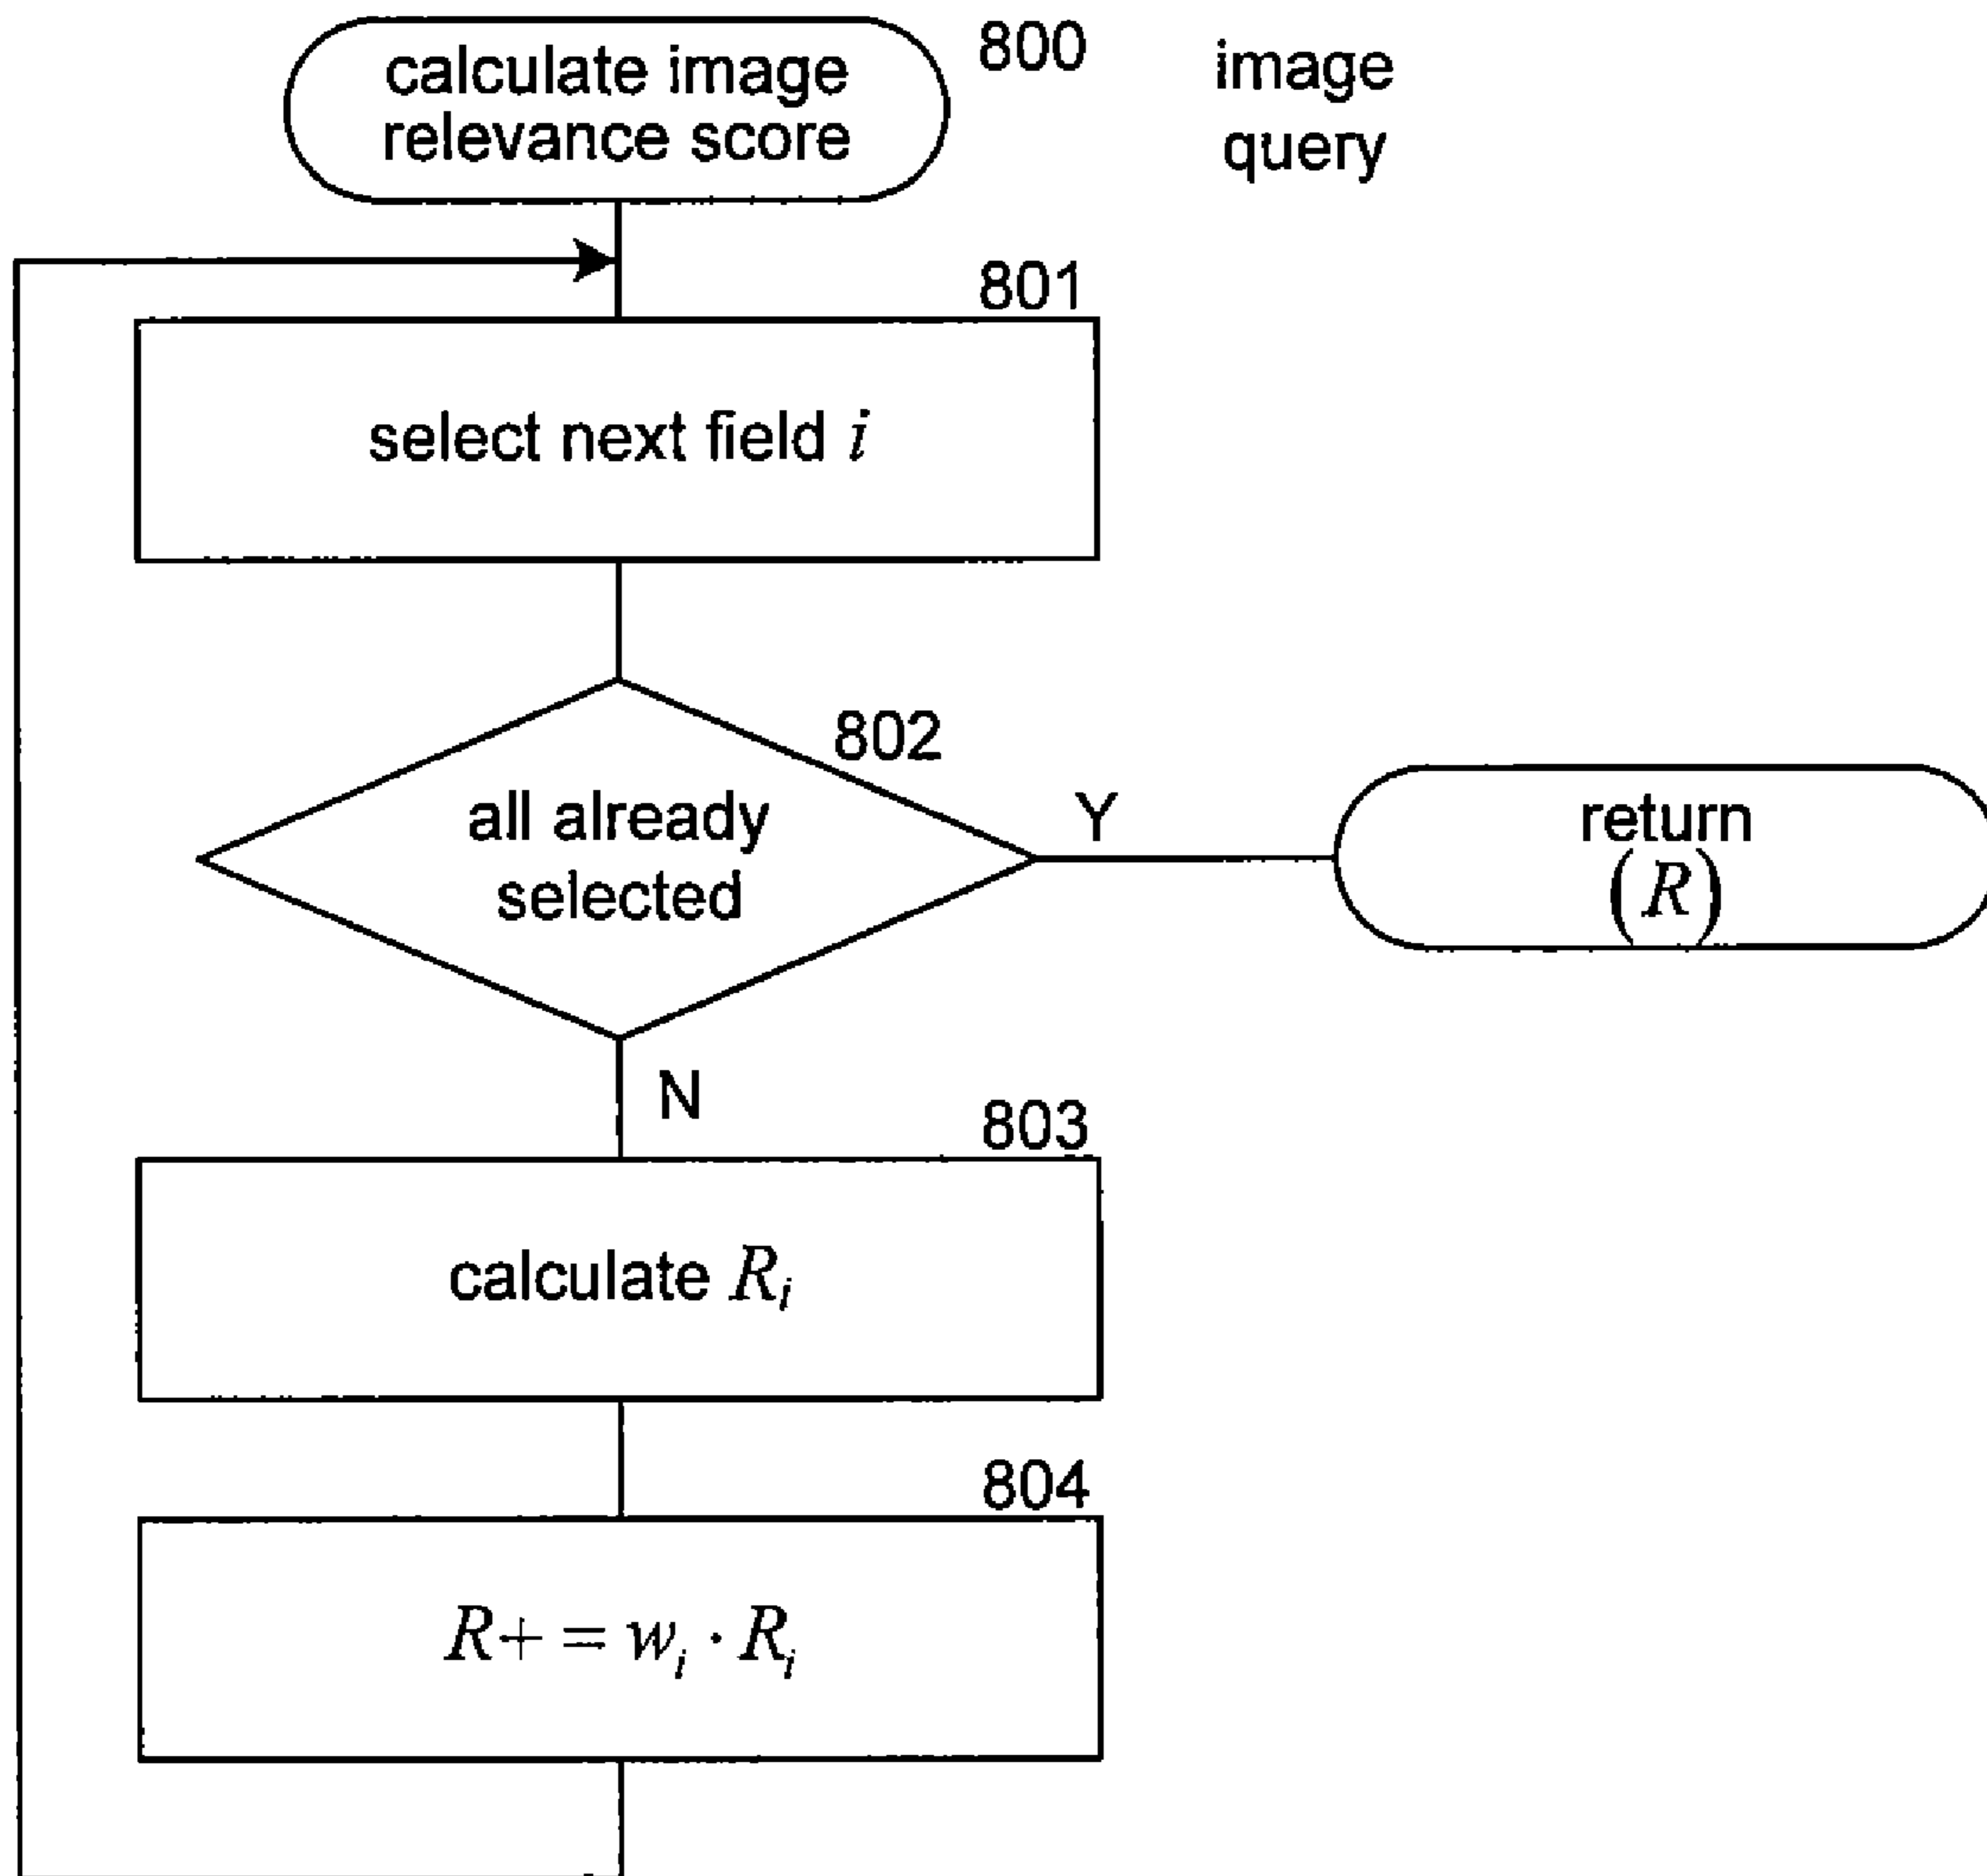 calculate image
relevance score
800
image
query
801
select next field i
802
all already
selected
Y
return
(R)
N
803
calculate Rᵢ
804
R+ = wᵢ · Rᵢ